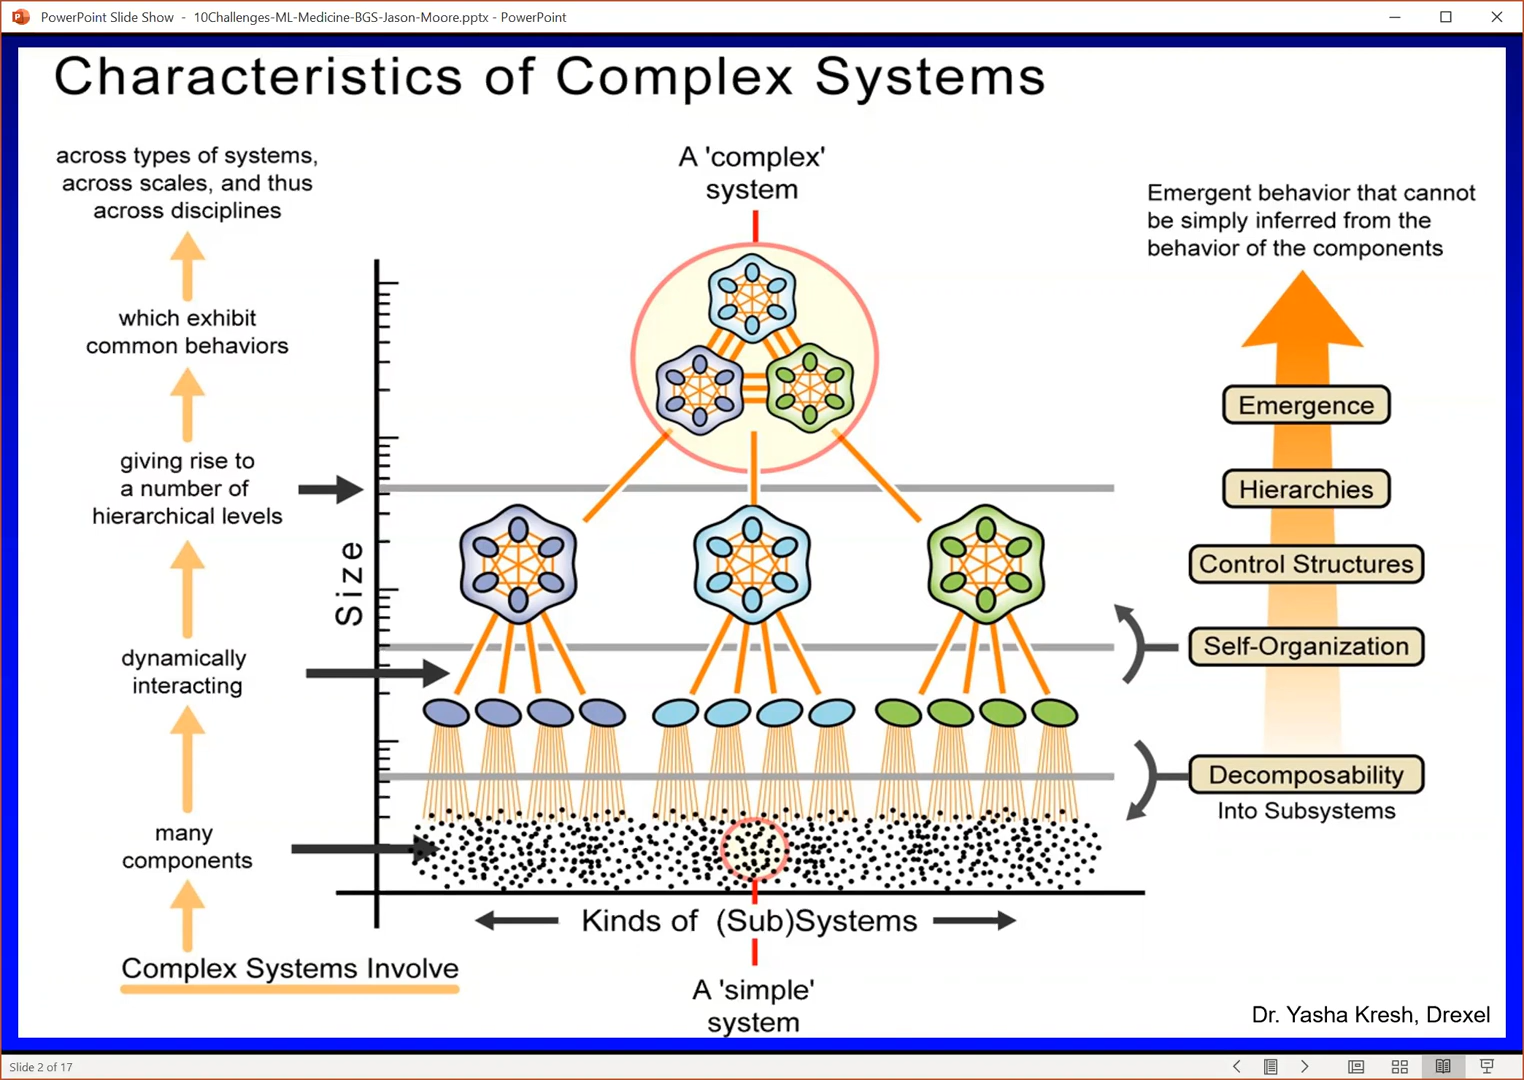 PowerPoint Slide Show - 10Challenges-ML-Medicine-BGS-Jason-Moore.pptx - PowerPoint
Characteristics of Complex Systems
across types of systems,
across scales, and thus
across disciplines
which exhibit
common behaviors
giving rise to
a number of
hierarchical levels
dynamically
interacting
many
components
Complex Systems Involve
A 'complex'
system
Size
Kinds of (Sub)Systems
A 'simple'
system
Emergent behavior that cannot
be simply inferred from the
behavior of the components
Emergence
Hierarchies
Control Structures
Self-Organization
Decomposability
Into Subsystems
Dr. Yasha Kresh, Drexel
Slide 2 of 17